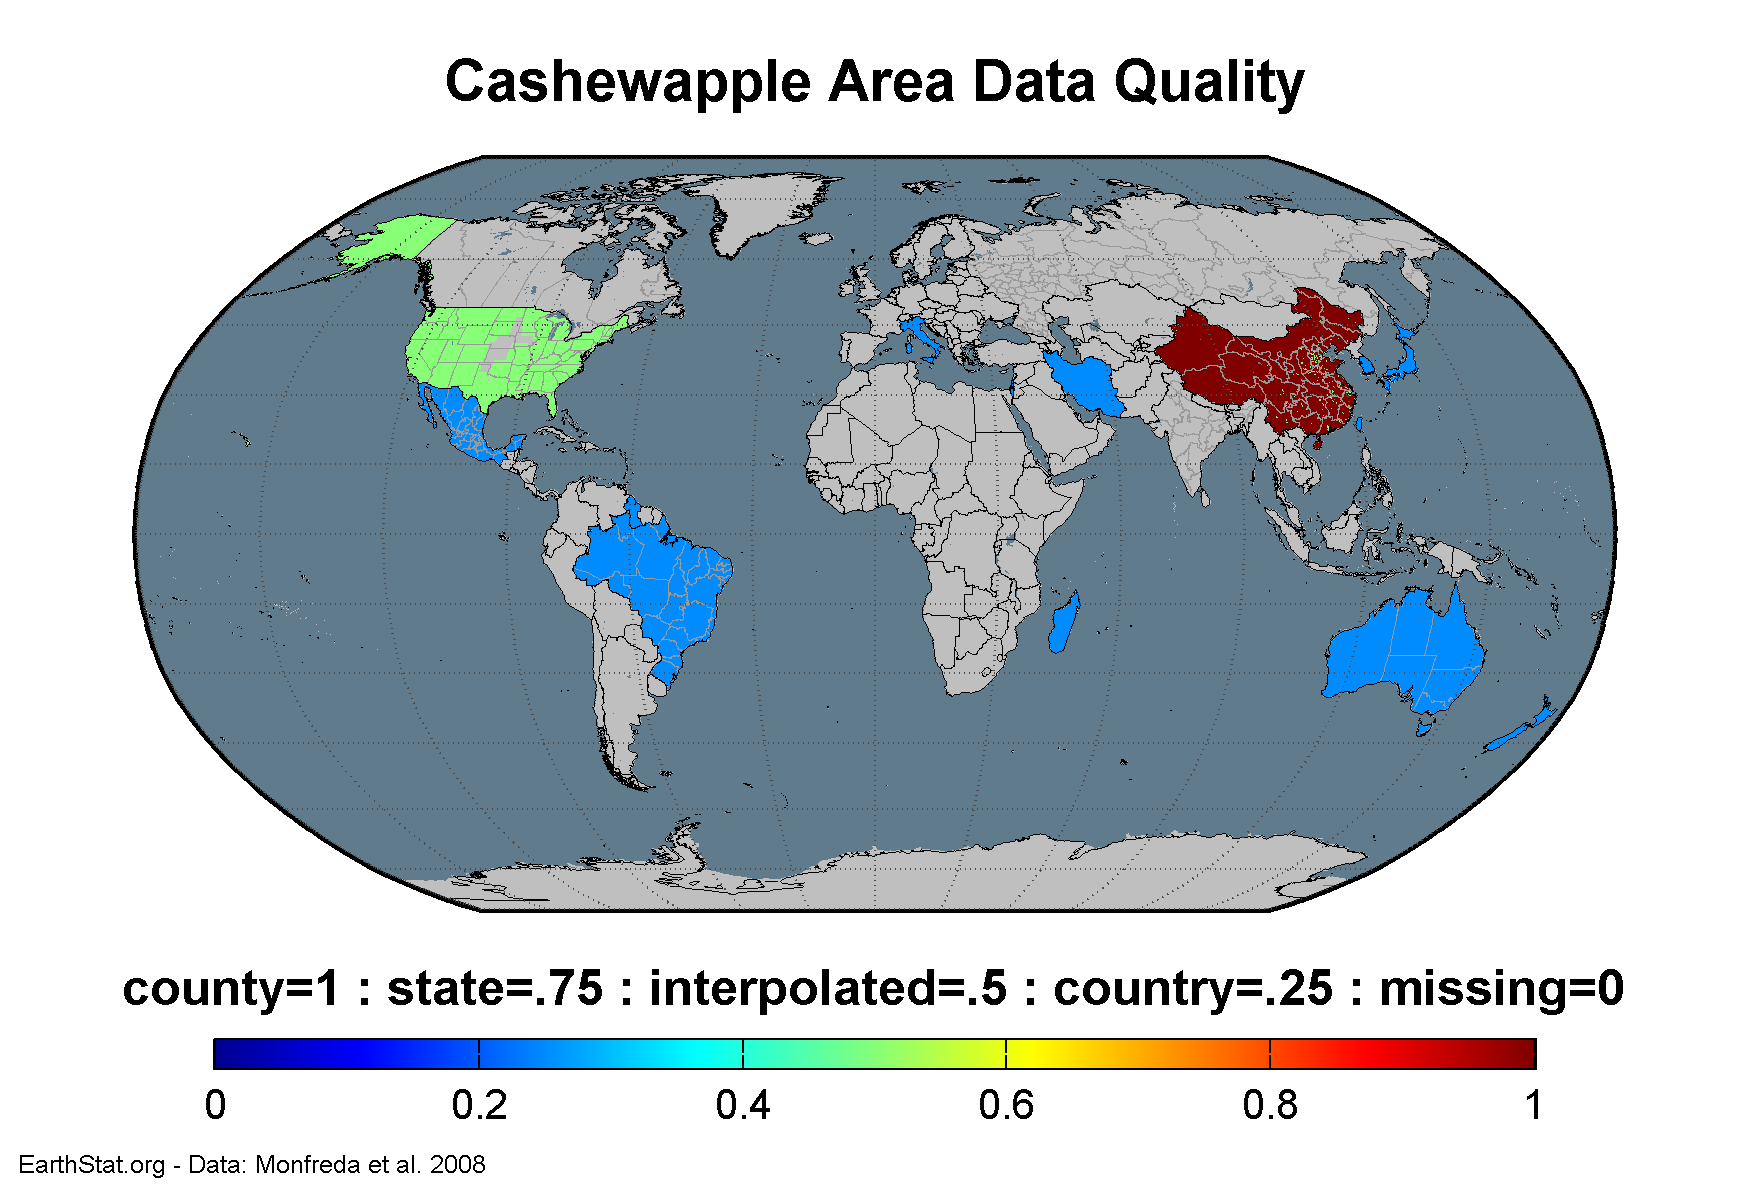 Cashewapple Area Data Quality
county=1 : state=.75 : interpolated=.5 : country=.25 : missing=0
0 0.2 0.4 0.6 0.8 1
EarthStat.org - Data: Monfreda et al. 2008